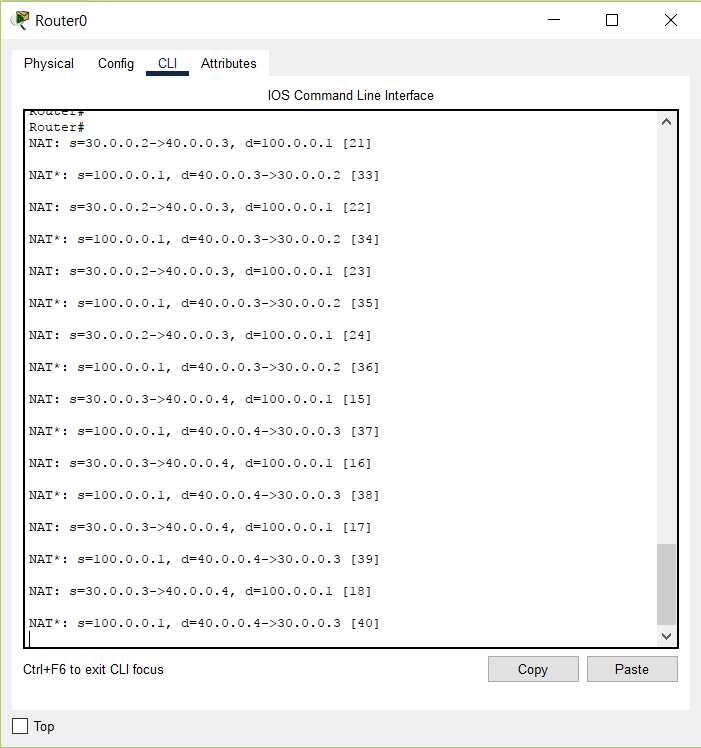 Router0
Physical Config CLI Attributes
IOS Command Line Interface
Router#
Router#
NAT: s=30.0.0.2->40.0.0.3, d=100.0.0.1 [21]
NAT*: s=100.0.0.1, d=40.0.0.3->30.0.0.2 [33]
NAT: s=30.0.0.2->40.0.0.3, d=100.0.0.1 [22]
NAT*: s=100.0.0.1, d=40.0.0.3->30.0.0.2 [34]
NAT: s=30.0.0.2->40.0.0.3, d=100.0.0.1 [23]
NAT*: s=100.0.0.1, d=40.0.0.3->30.0.0.2 [35]
NAT: s=30.0.0.2->40.0.0.3, d=100.0.0.1 [24]
NAT*: s=100.0.0.1, d=40.0.0.3->30.0.0.2 [36]
NAT: s=30.0.0.3->40.0.0.4, d=100.0.0.1 [15]
NAT*: s=100.0.0.1, d=40.0.0.4->30.0.0.3 [37]
NAT: s=30.0.0.3->40.0.0.4, d=100.0.0.1 [16]
NAT*: s=100.0.0.1, d=40.0.0.4->30.0.0.3 [38]
NAT: s=30.0.0.3->40.0.0.4, d=100.0.0.1 [17]
NAT*: s=100.0.0.1, d=40.0.0.4->30.0.0.3 [39]
NAT: s=30.0.0.3->40.0.0.4, d=100.0.0.1 [18]
NAT*: s=100.0.0.1, d=40.0.0.4->30.0.0.3 [40]
Ctrl+F6 to exit CLI focus
Copy Paste
Top